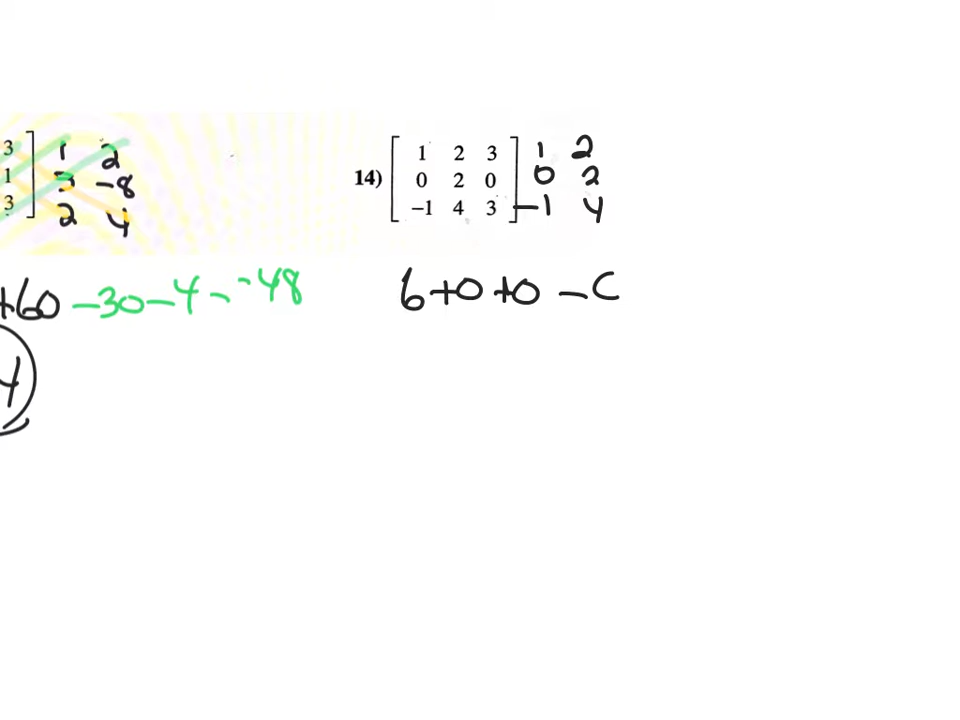 3 ] 1 2
1 3 -8
3 2 4
+60 -30 -4 - -48
4
14) [ 1 2 3 ] 1 2
0 2 0 0 2
-1 4 3 -1 4
6+0+0 -